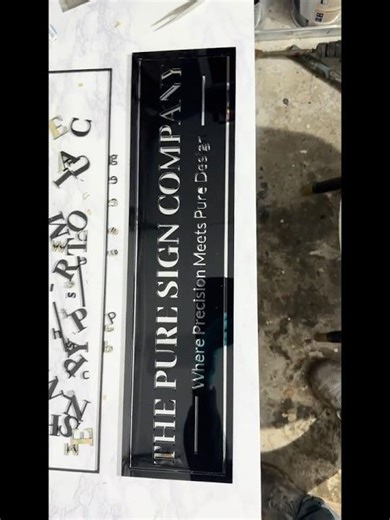 THE PURE SIGN COMPANY
Where Precision Meets Pure Design